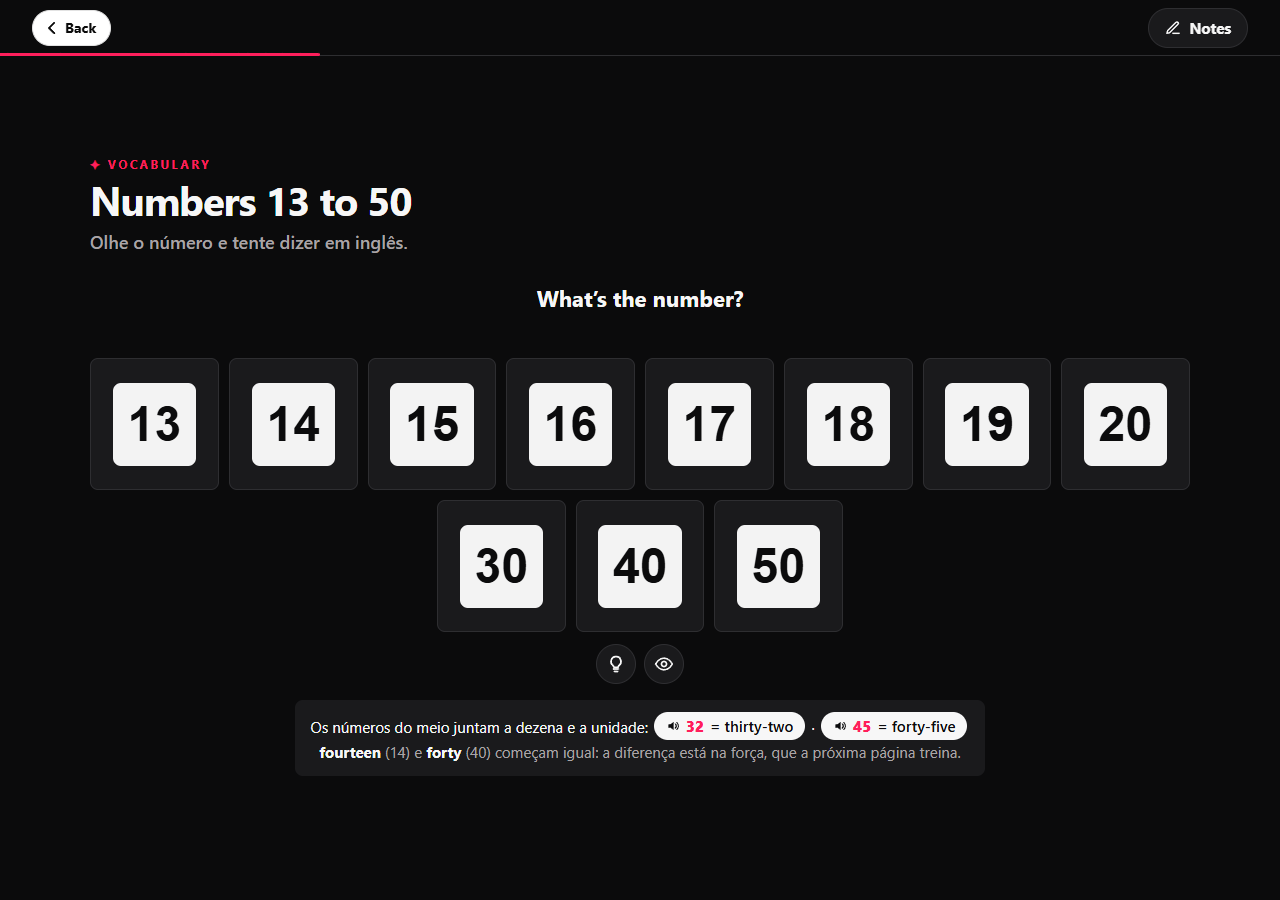 Back
Notes
VOCABULARY
Numbers 13 to 50
Olhe o número e tente dizer em inglês.
What's the number?
13 14 15 16 17 18 19 20
30 40 50
Os números do meio juntam a dezena e a unidade: 32 = thirty-two · 45 = forty-five
fourteen (14) e forty (40) começam igual: a diferença está na força, que a próxima página treina.